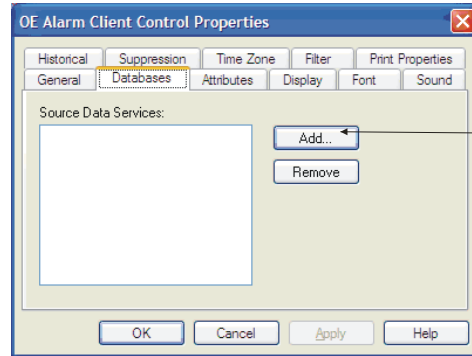 OE Alarm Client Control Properties
Historical Suppression Time Zone Filter Print Properties
General Databases Attributes Display Font Sound
Source Data Services:
Add...
Remove
OK Cancel Apply Help